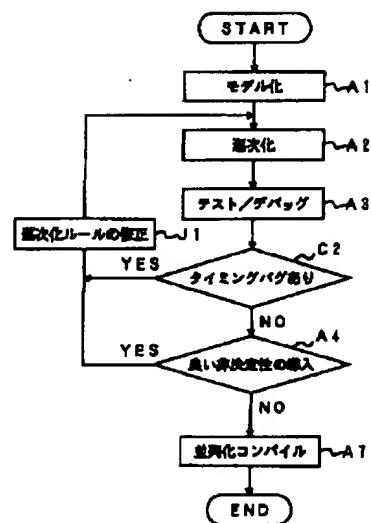 START
モデル化
A1
逐次化
A2
テスト／デバッグ
A3
逐次化ルールの修正
J1
C2
YES
タイミングバグあり
NO
A4
YES
良い非決定性の導入
NO
並列化コンパイル
A7
END